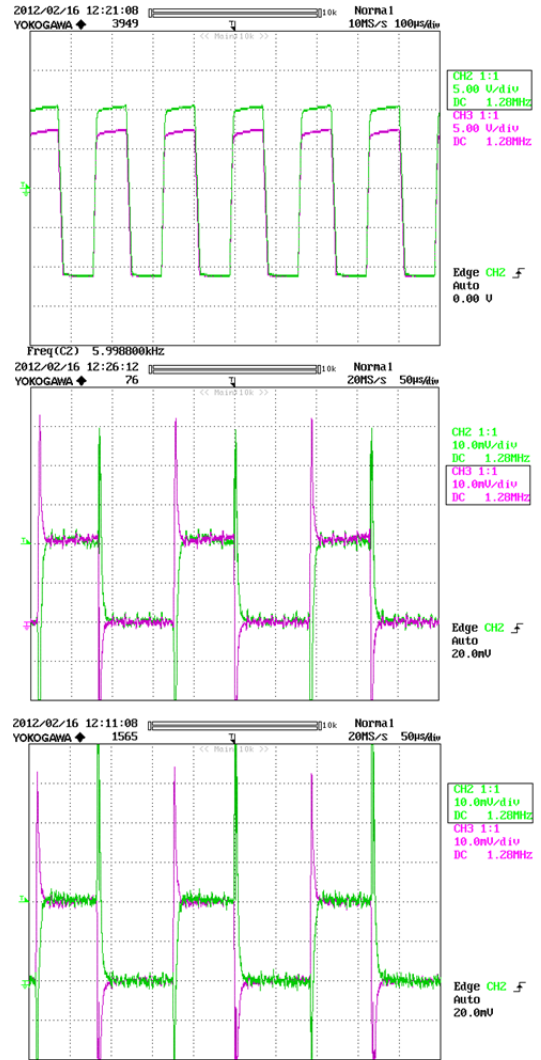 2012/02/16 12:21:08 10k Normal
YOKOGAWA ◆ 3949 10MS/s 100µs/div
<< Main:10k >>
CH2 1:1
5.00 V/div
DC 1.28MHz
CH3 1:1
5.00 V/div
DC 1.28MHz
Edge CH2
Auto
0.00 V
Freq(C2) 5.998800kHz
2012/02/16 12:26:12 10k Normal
YOKOGAWA ◆ 76 20MS/s 50µs/div
<< Main:10k >>
CH2 1:1
10.0mV/div
DC 1.28MHz
CH3 1:1
10.0mV/div
DC 1.28MHz
Edge CH2
Auto
20.0mV
2012/02/16 12:11:08 10k Normal
YOKOGAWA ◆ 1565 20MS/s 50µs/div
<< Main:10k >>
CH2 1:1
10.0mV/div
DC 1.28MHz
CH3 1:1
10.0mV/div
DC 1.28MHz
Edge CH2
Auto
20.0mV